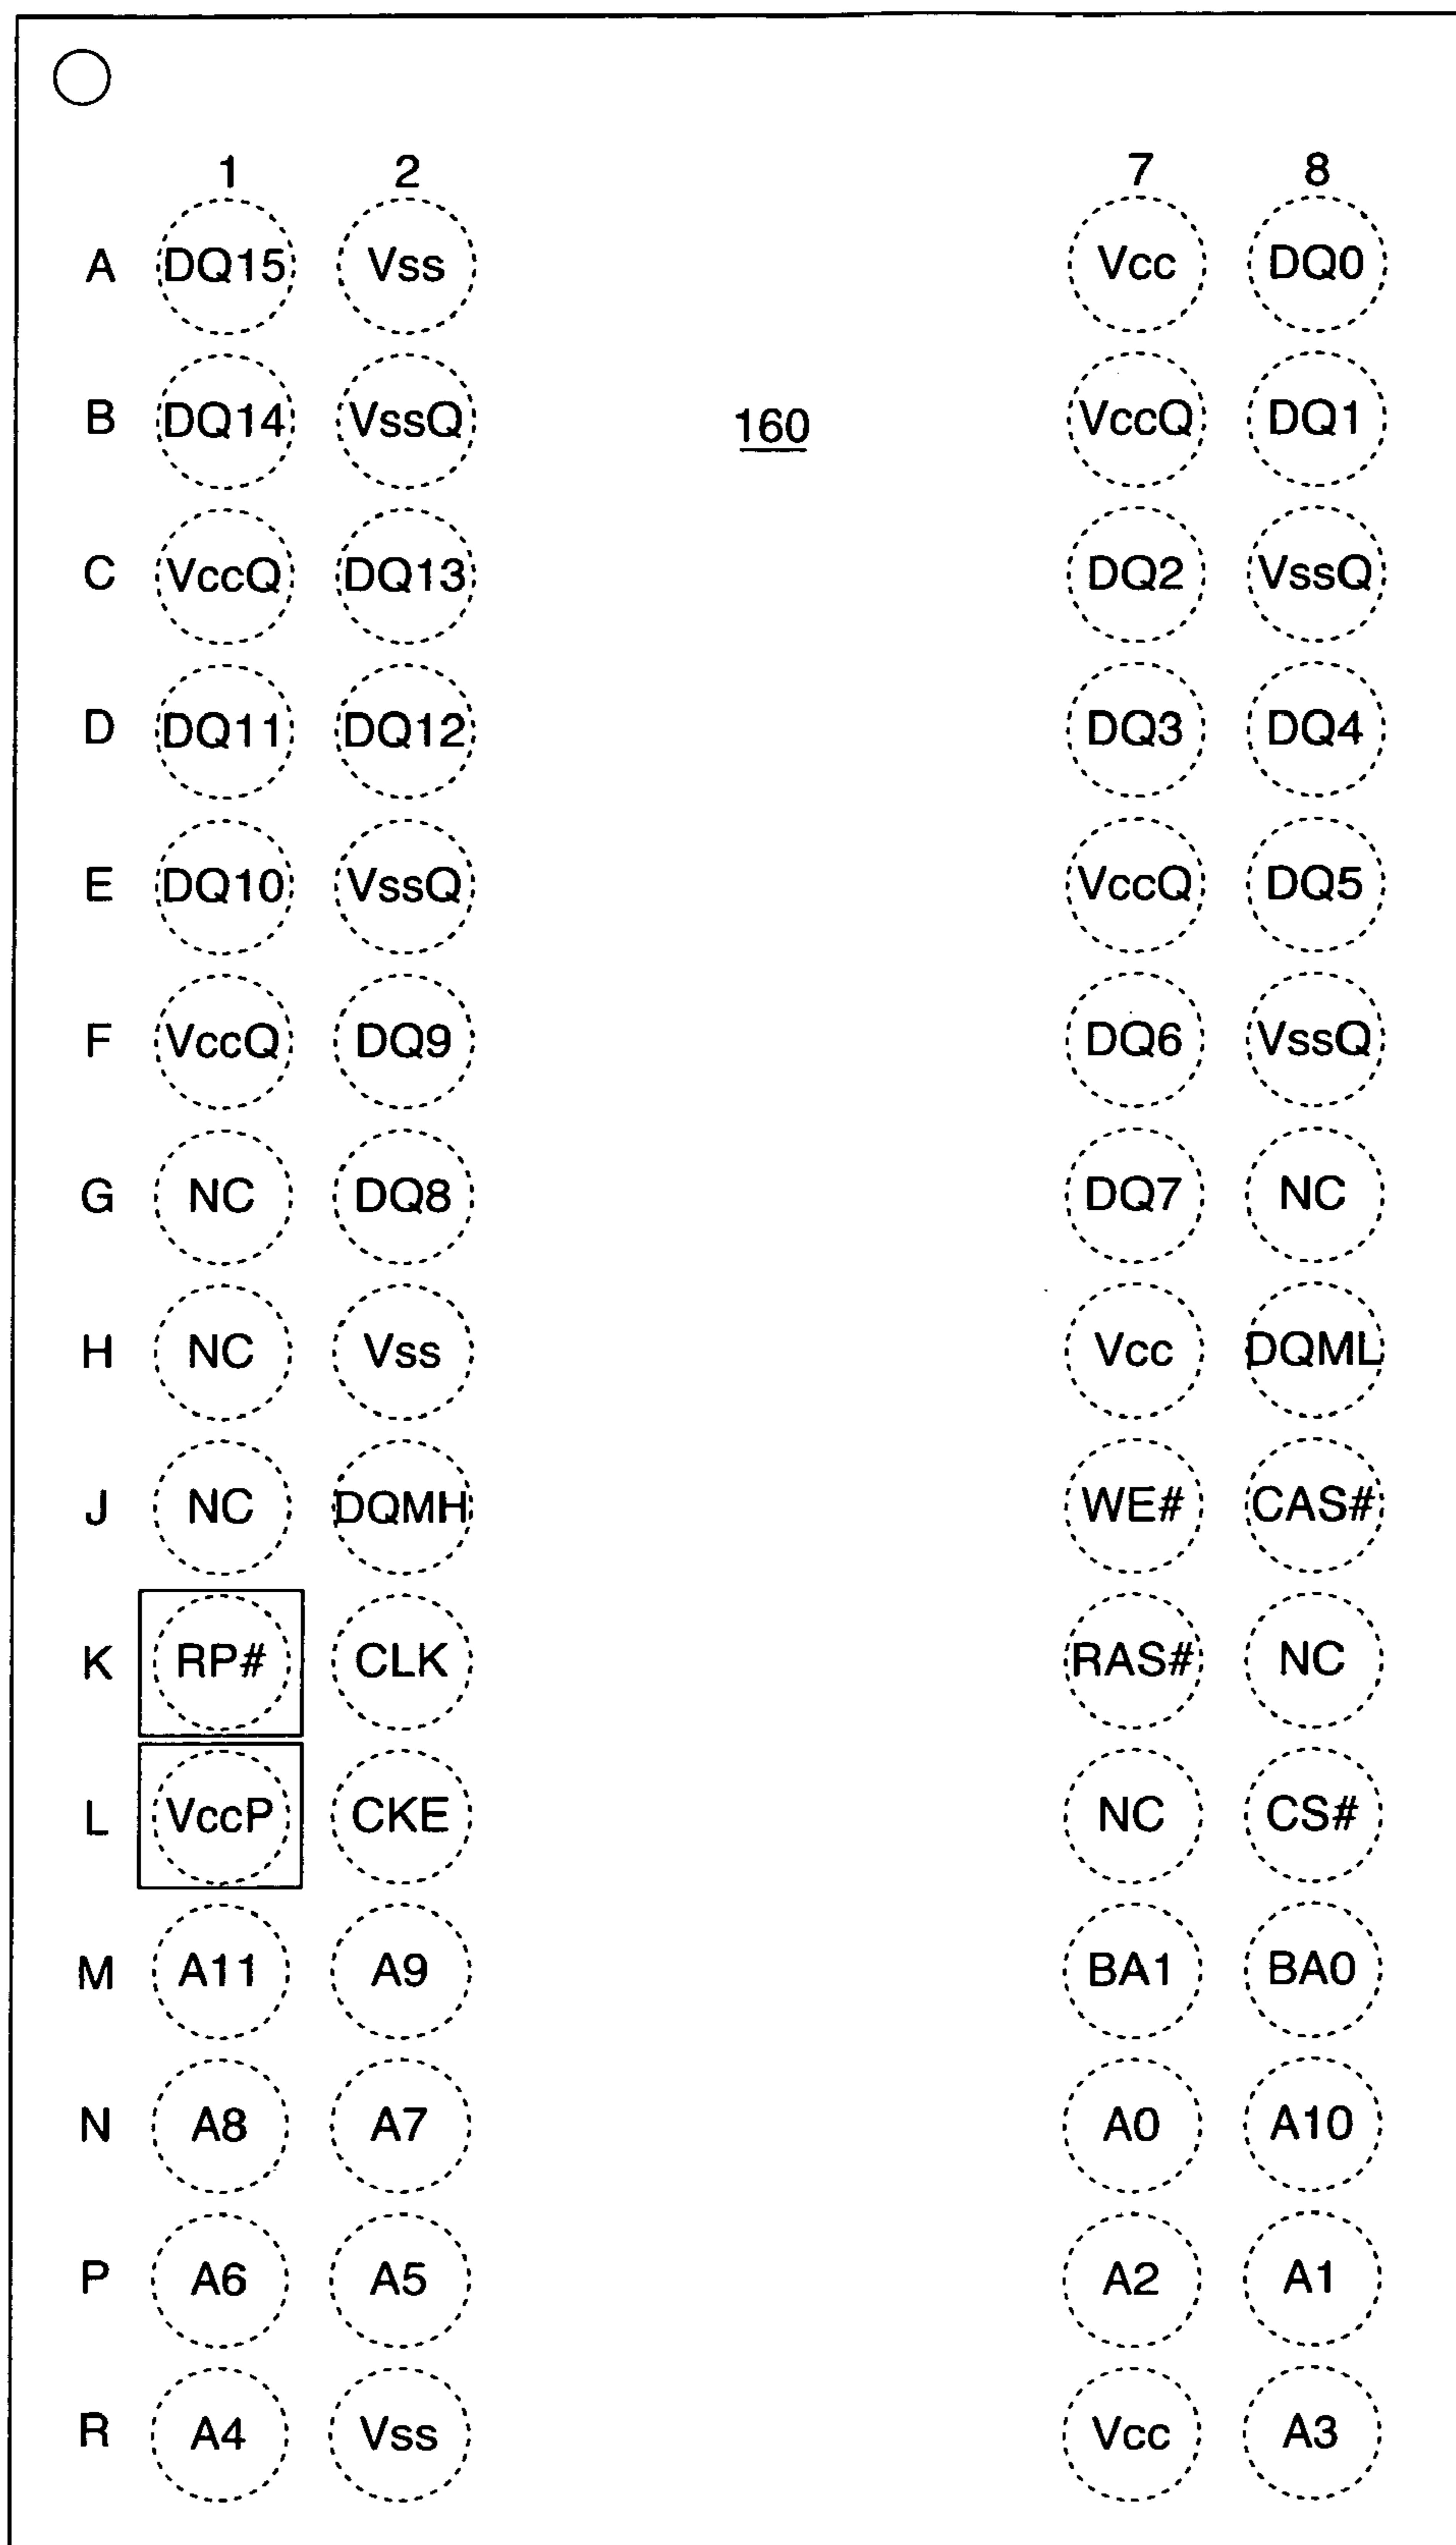 1 2 7 8
A DQ15 Vss Vcc DQ0
B DQ14 VssQ 160 VccQ DQ1
C VccQ DQ13 DQ2 VssQ
D DQ11 DQ12 DQ3 DQ4
E DQ10 VssQ VccQ DQ5
F VccQ DQ9 DQ6 VssQ
G NC DQ8 DQ7 NC
H NC Vss Vcc DQML
J NC DQMH WE# CAS#
K RP# CLK RAS# NC
L VccP CKE NC CS#
M A11 A9 BA1 BA0
N A8 A7 A0 A10
P A6 A5 A2 A1
R A4 Vss Vcc A3